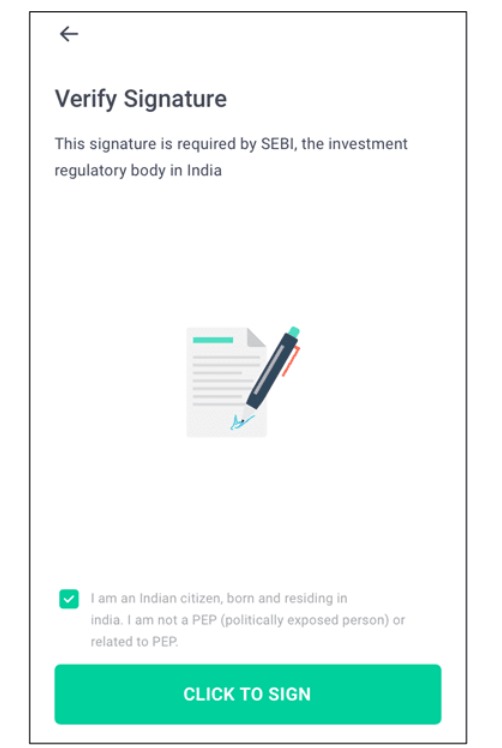 Verify Signature
This signature is required by SEBI, the investment
regulatory body in India
I am an Indian citizen, born and residing in
india. I am not a PEP (politically exposed person) or
related to PEP.
CLICK TO SIGN